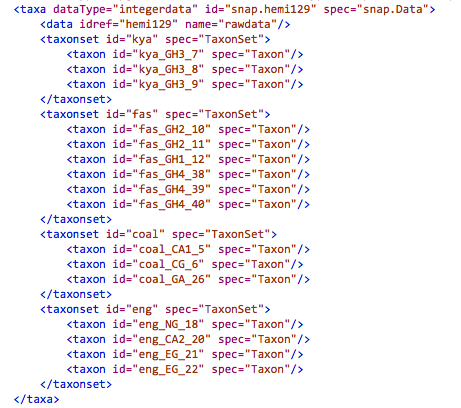 <taxa dataType="integerdata" id="snap.hemi129" spec="snap.Data">
<data idref="hemi129" name="rawdata"/>
<taxonset id="kya" spec="TaxonSet">
<taxon id="kya_GH3_7" spec="Taxon"/>
<taxon id="kya_GH3_8" spec="Taxon"/>
<taxon id="kya_GH3_9" spec="Taxon"/>
</taxonset>
<taxonset id="fas" spec="TaxonSet">
<taxon id="fas_GH2_10" spec="Taxon"/>
<taxon id="fas_GH2_11" spec="Taxon"/>
<taxon id="fas_GH1_12" spec="Taxon"/>
<taxon id="fas_GH4_38" spec="Taxon"/>
<taxon id="fas_GH4_39" spec="Taxon"/>
<taxon id="fas_GH4_40" spec="Taxon"/>
</taxonset>
<taxonset id="coal" spec="TaxonSet">
<taxon id="coal_CA1_5" spec="Taxon"/>
<taxon id="coal_CG_6" spec="Taxon"/>
<taxon id="coal_GA_26" spec="Taxon"/>
</taxonset>
<taxonset id="eng" spec="TaxonSet">
<taxon id="eng_NG_18" spec="Taxon"/>
<taxon id="eng_CA2_20" spec="Taxon"/>
<taxon id="eng_EG_21" spec="Taxon"/>
<taxon id="eng_EG_22" spec="Taxon"/>
</taxonset>
</taxa>